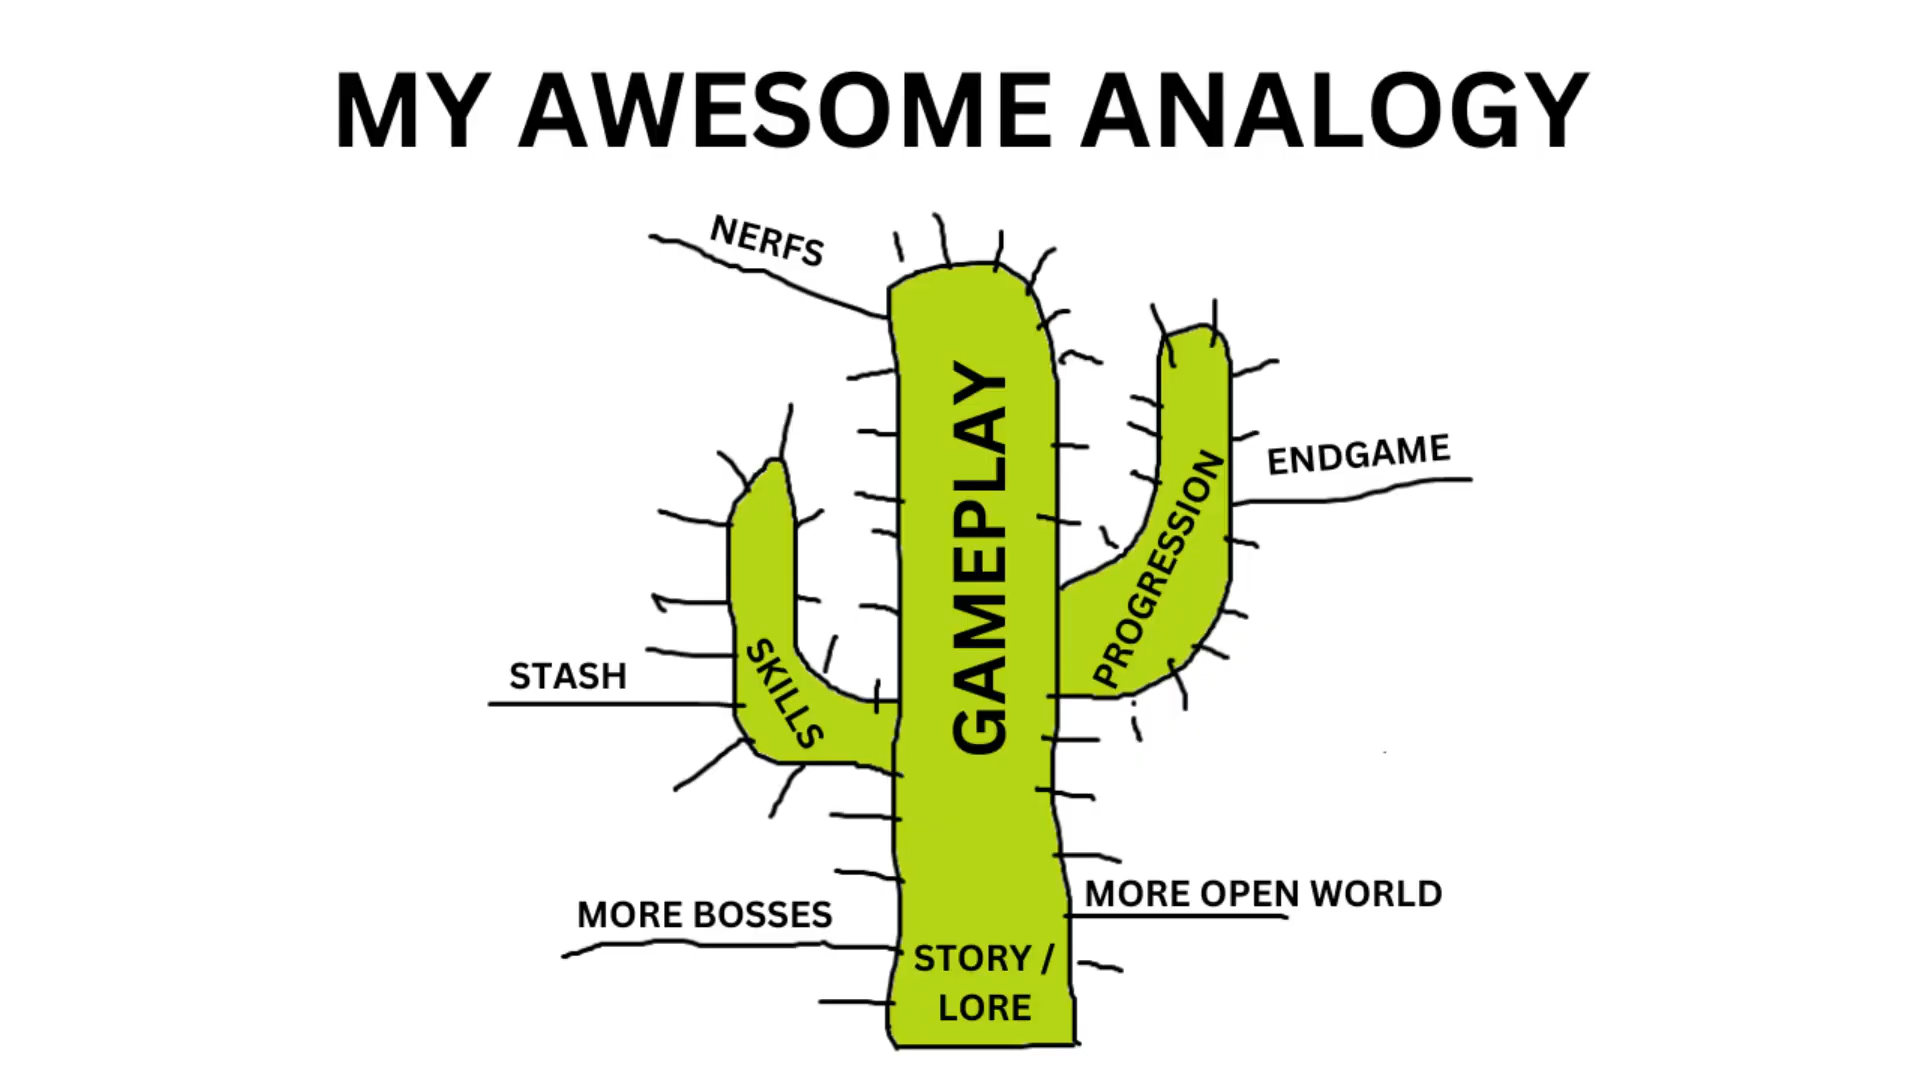 MY AWESOME ANALOGY
NERFS
GAMEPLAY
ENDGAME
PROGRESSION
STASH
SKILLS
MORE BOSSES
MORE OPEN WORLD
STORY /
LORE